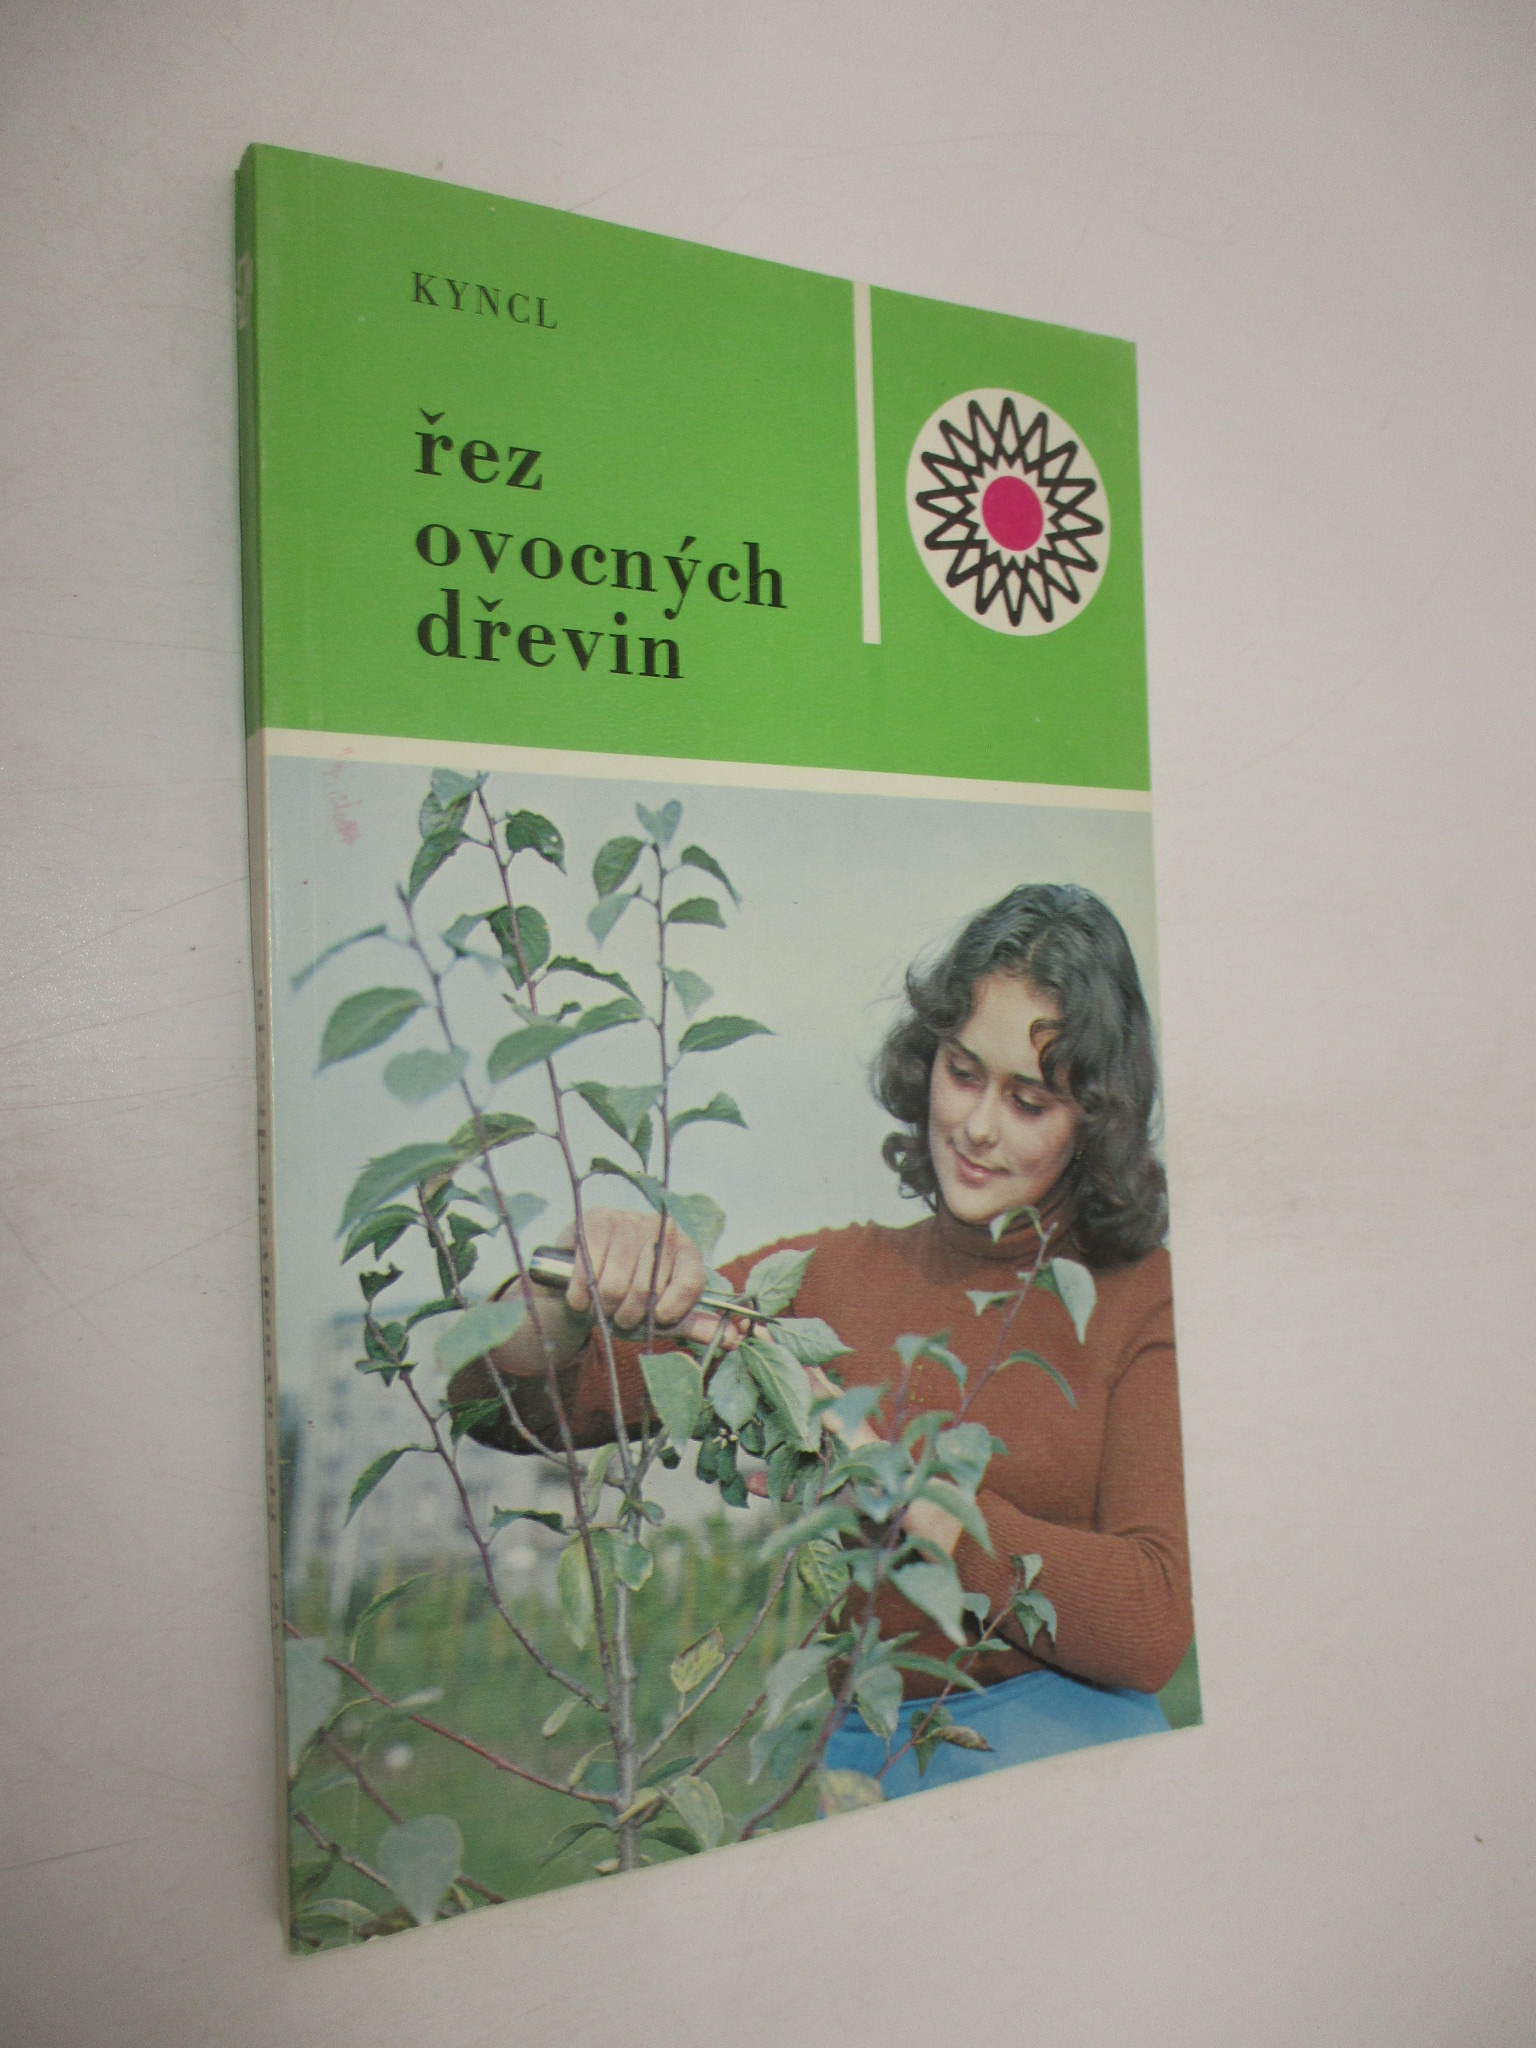 KYNCL
řez
ovocných
dřevin